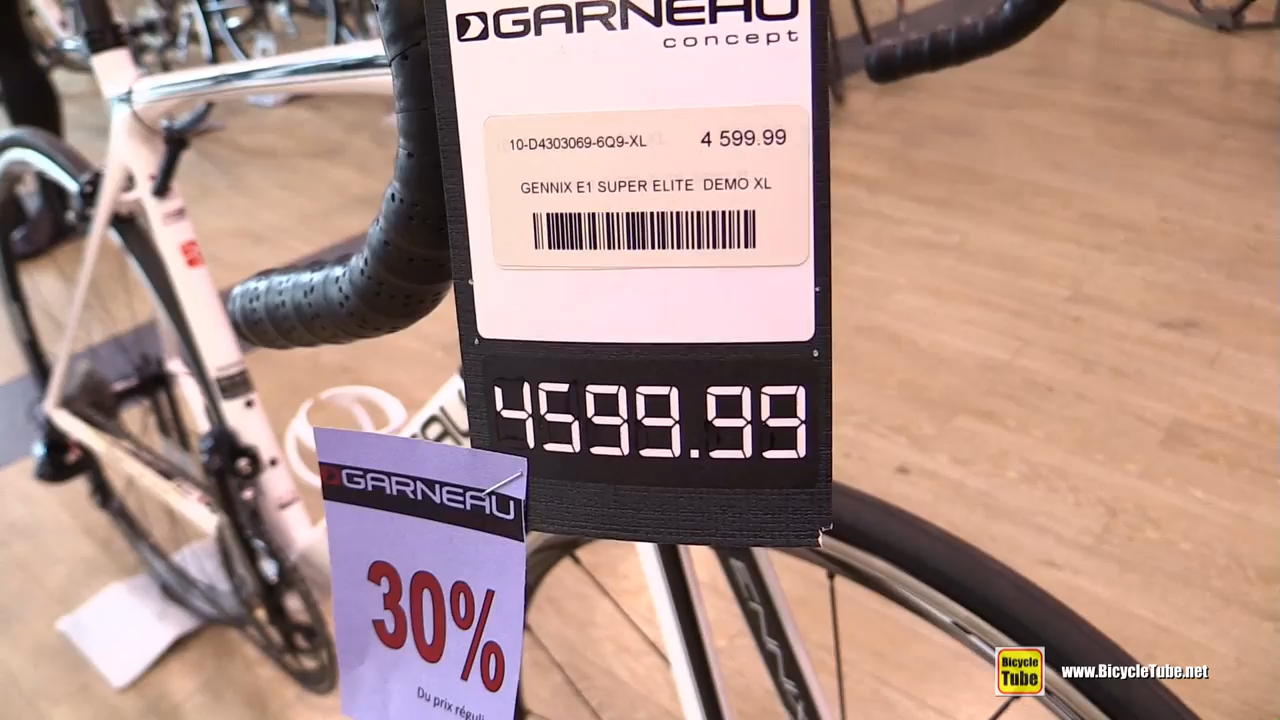 GARNEAU
concept
10-D4303069-6Q9-XL 4 599.99
GENNIX E1 SUPER ELITE DEMO XL
4599.99
GARNEAU
30%
Du prix
Bicycle
Tube
www.BicycleTube.net